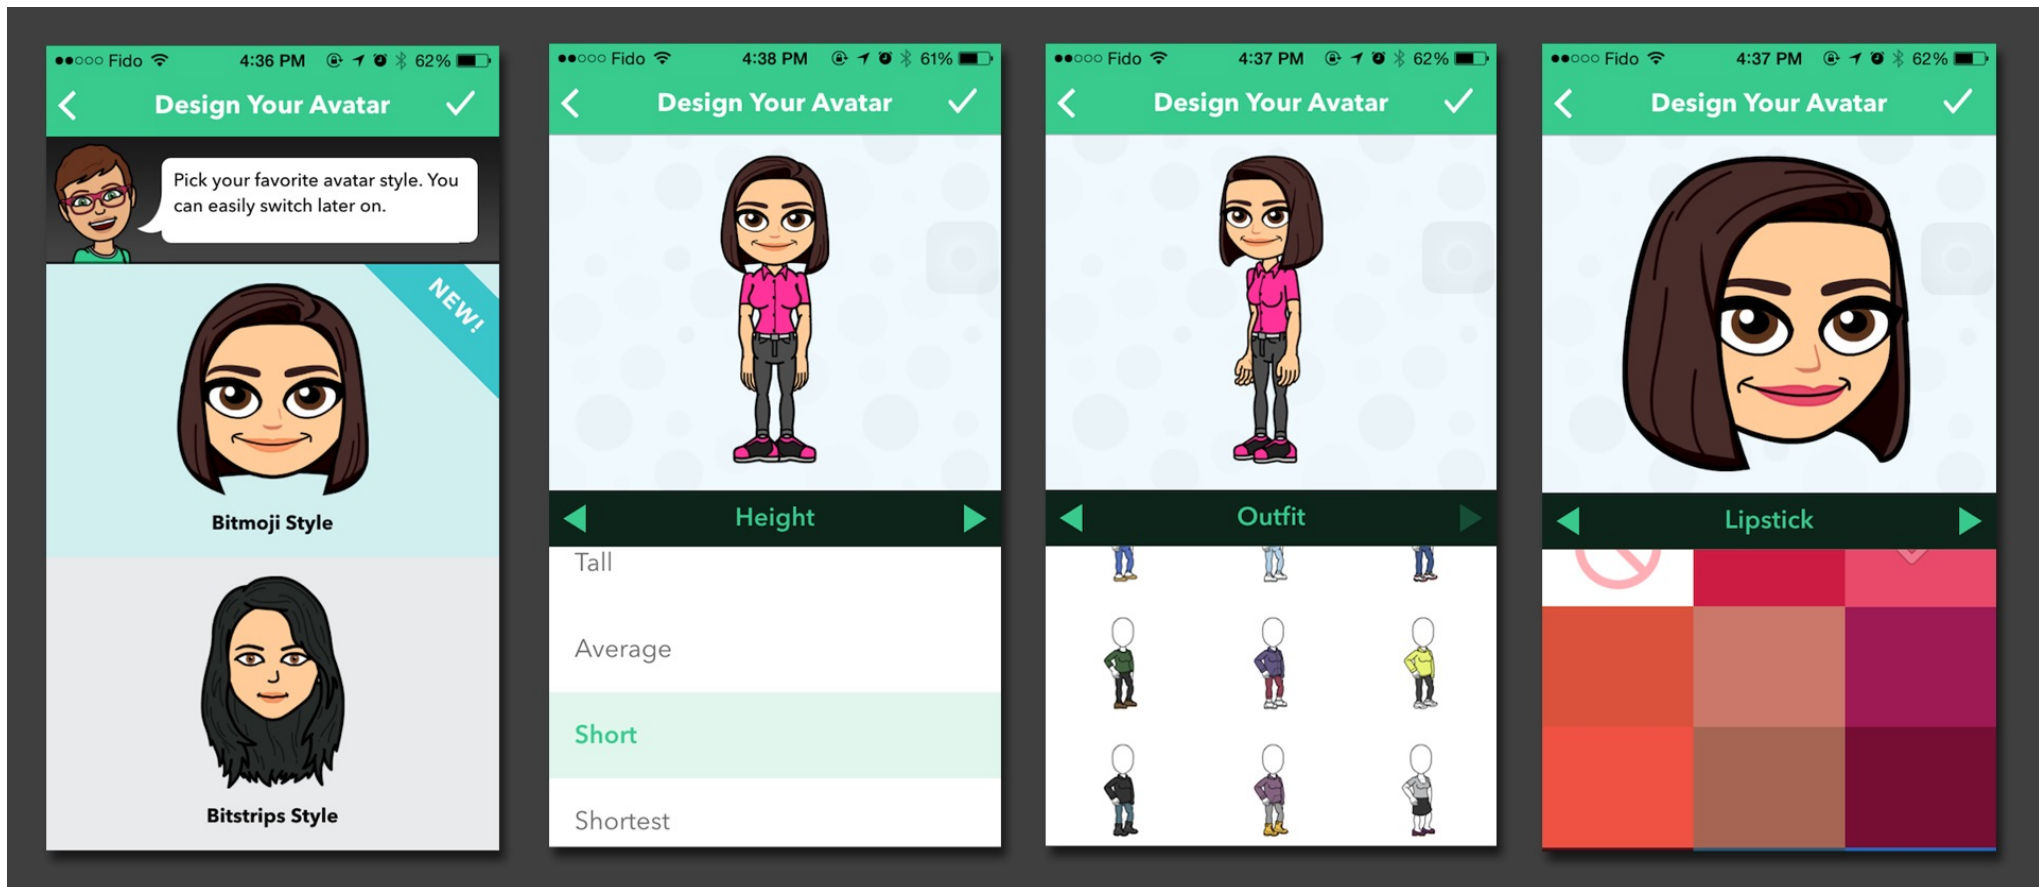 Fido 4:36 PM 62%
Design Your Avatar
Pick your favorite avatar style. You
can easily switch later on.
NEW!
Bitmoji Style
Bitstrips Style
Fido 4:38 PM 61%
Design Your Avatar
Height
Tall
Average
Short
Shortest
Fido 4:37 PM 62%
Design Your Avatar
Outfit
Fido 4:37 PM 62%
Design Your Avatar
Lipstick